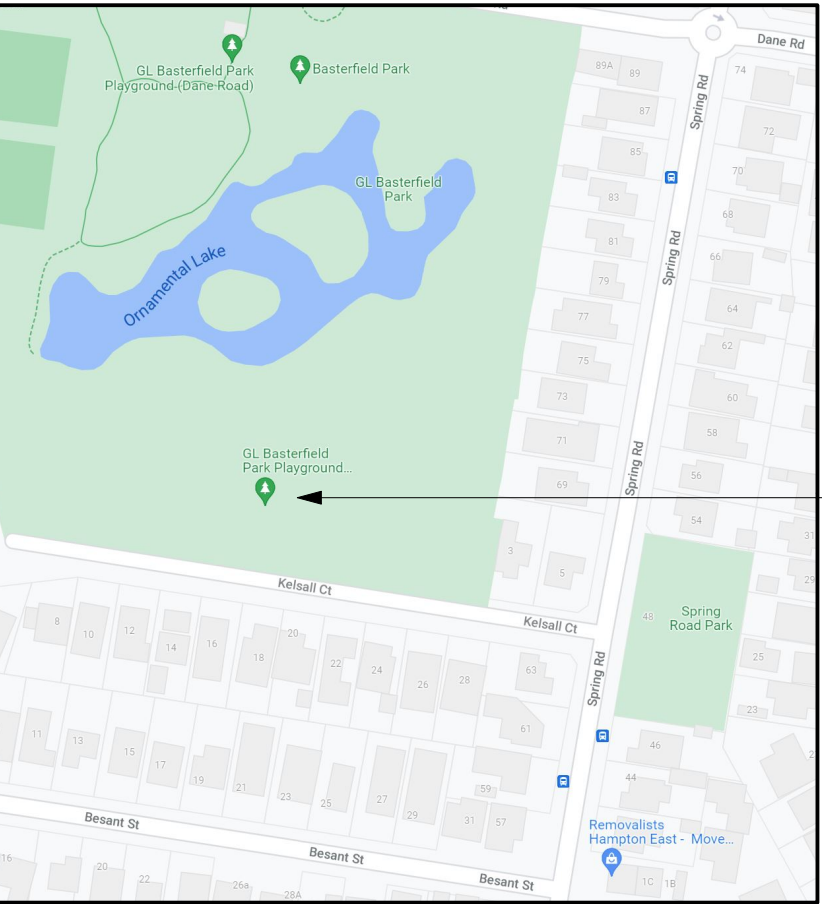 GL Basterfield Park
Playground (Dane Road)
Basterfield Park
GL Basterfield
Park
Ornamental Lake
GL Basterfield
Park Playground...
Dane Rd
Spring Rd
Spring Rd
Spring Rd
Spring Rd
Kelsall Ct
Kelsall Ct
Spring
Road Park
Besant St
Besant St
Besant St
Removalists
Hampton East - Move...
89A
89
87
85
83
81
79
77
75
73
71
69
3
5
74
72
70
68
66
64
62
60
58
56
54
31
29
48
25
23
46
44
8
10
12
14
16
18
20
22
24
26
28
63
61
11
13
15
17
19
21
23
25
27
29
59
31
57
16
20
22
26a
28A
1C
1B